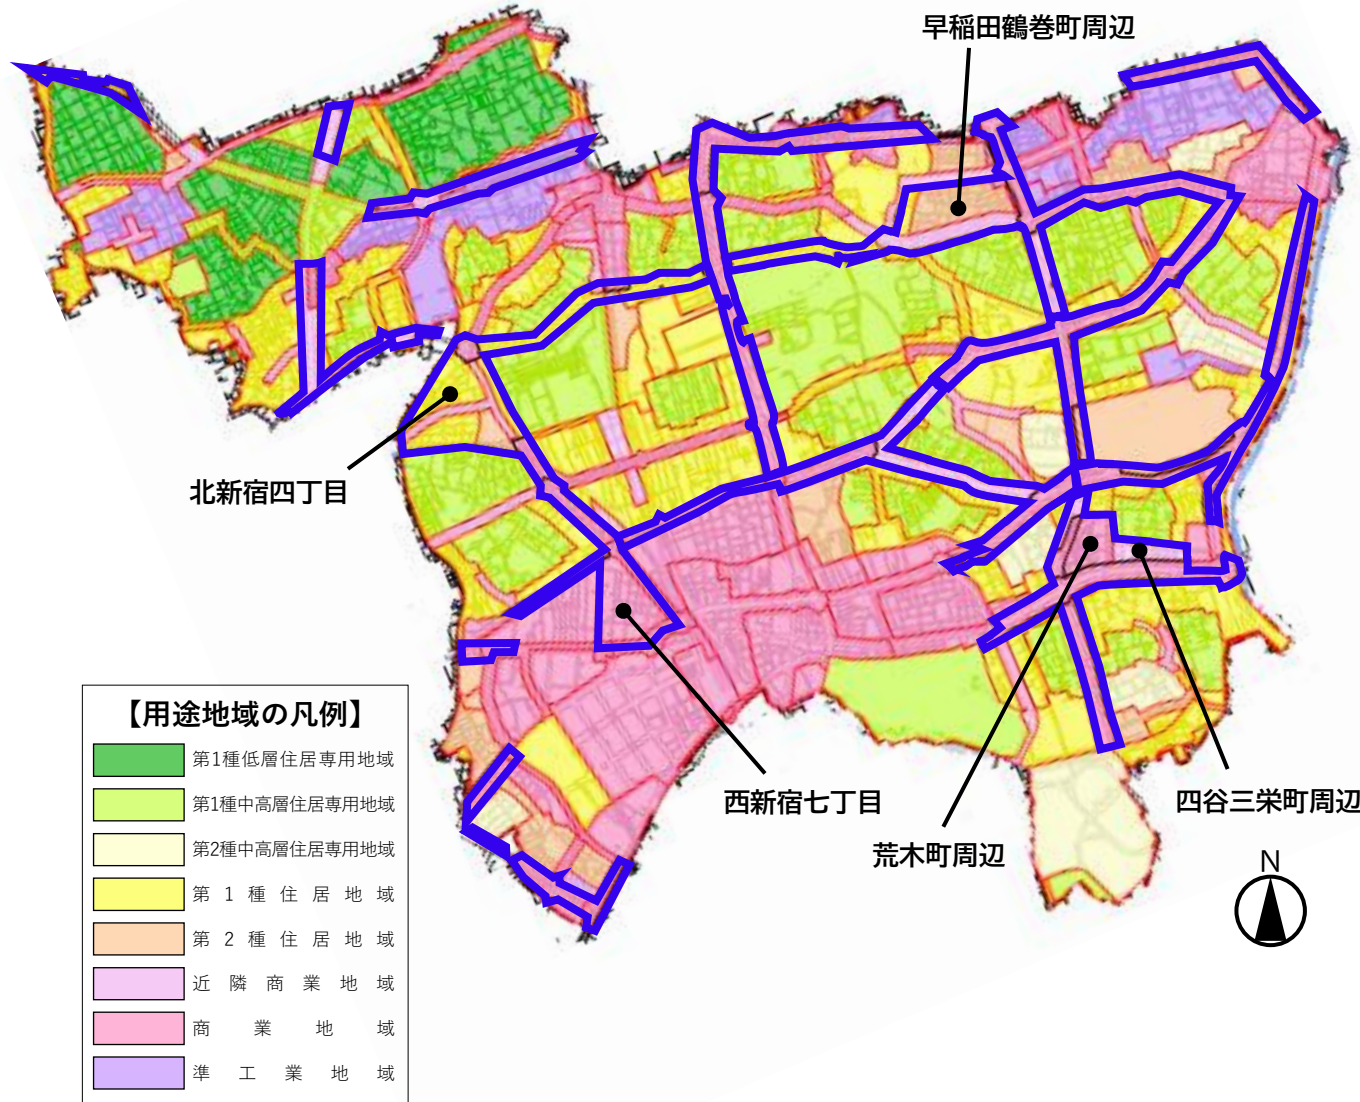 早稲田鶴巻町周辺
北新宿四丁目
西新宿七丁目
四谷三栄町周辺
荒木町周辺
N
【用途地域の凡例】
第1種低層住居専用地域
第1種中高層住居専用地域
第2種中高層住居専用地域
第1種住居地域
第2種住居地域
近隣商業地域
商業地域
準工業地域